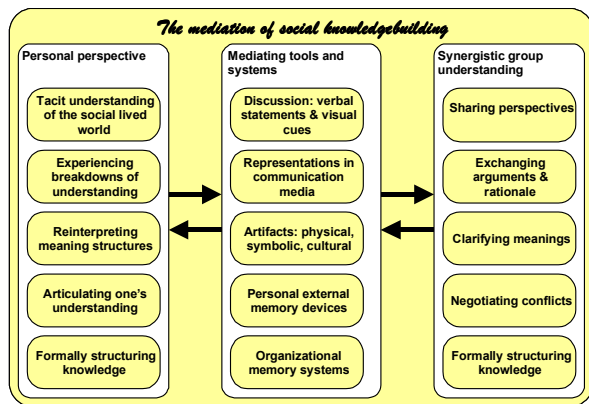 The mediation of social knowledgebuilding
Personal perspective
Tacit understanding
of the social lived
world
Experiencing
breakdowns of
understanding
Reinterpreting
meaning structures
Articulating one's
understanding
Formally structuring
knowledge
Mediating tools and
systems
Discussion: verbal
statements & visual
cues
Representations in
communication
media
Artifacts: physical,
symbolic, cultural
Personal external
memory devices
Organizational
memory systems
Synergistic group
understanding
Sharing perspectives
Exchanging
arguments &
rationale
Clarifying meanings
Negotiating conflicts
Formally structuring
knowledge